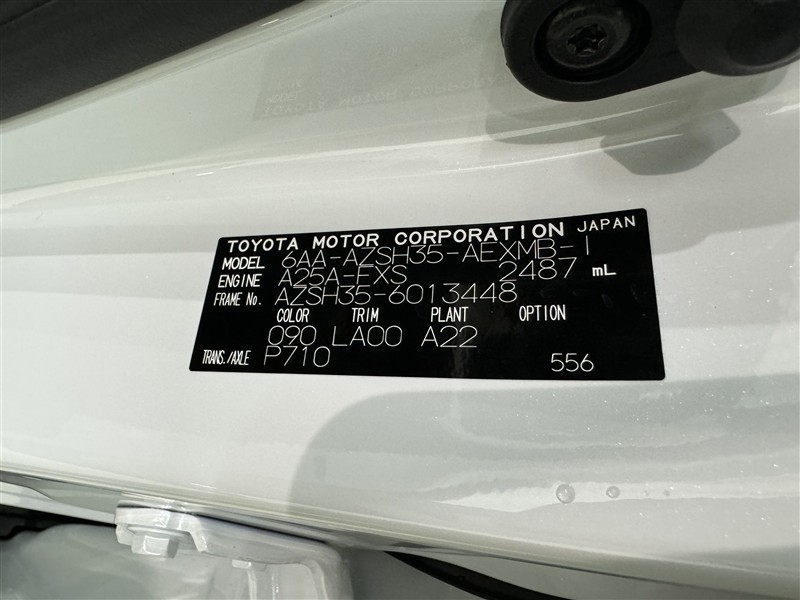 TOYOTA MOTOR CORPORATION JAPAN
MODEL 6AA-AZSH35-AEXMB-I
ENGINE A25A-FXS 2487 mL
FRAME No. AZSH35-6013448
COLOR TRIM PLANT OPTION
090 LA00 A22
TRANS./AXLE P710 556